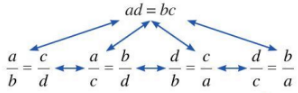 ad = bc
a/b = c/d ↔ a/c = b/d ↔ d/b = c/a ↔ d/c = b/a